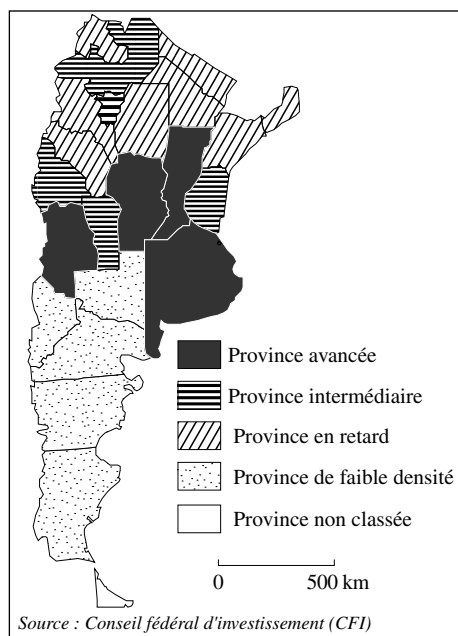 Province avancée
Province intermédiaire
Province en retard
Province de faible densité
Province non classée
0 500 km
Source : Conseil fédéral d'investissement (CFI)